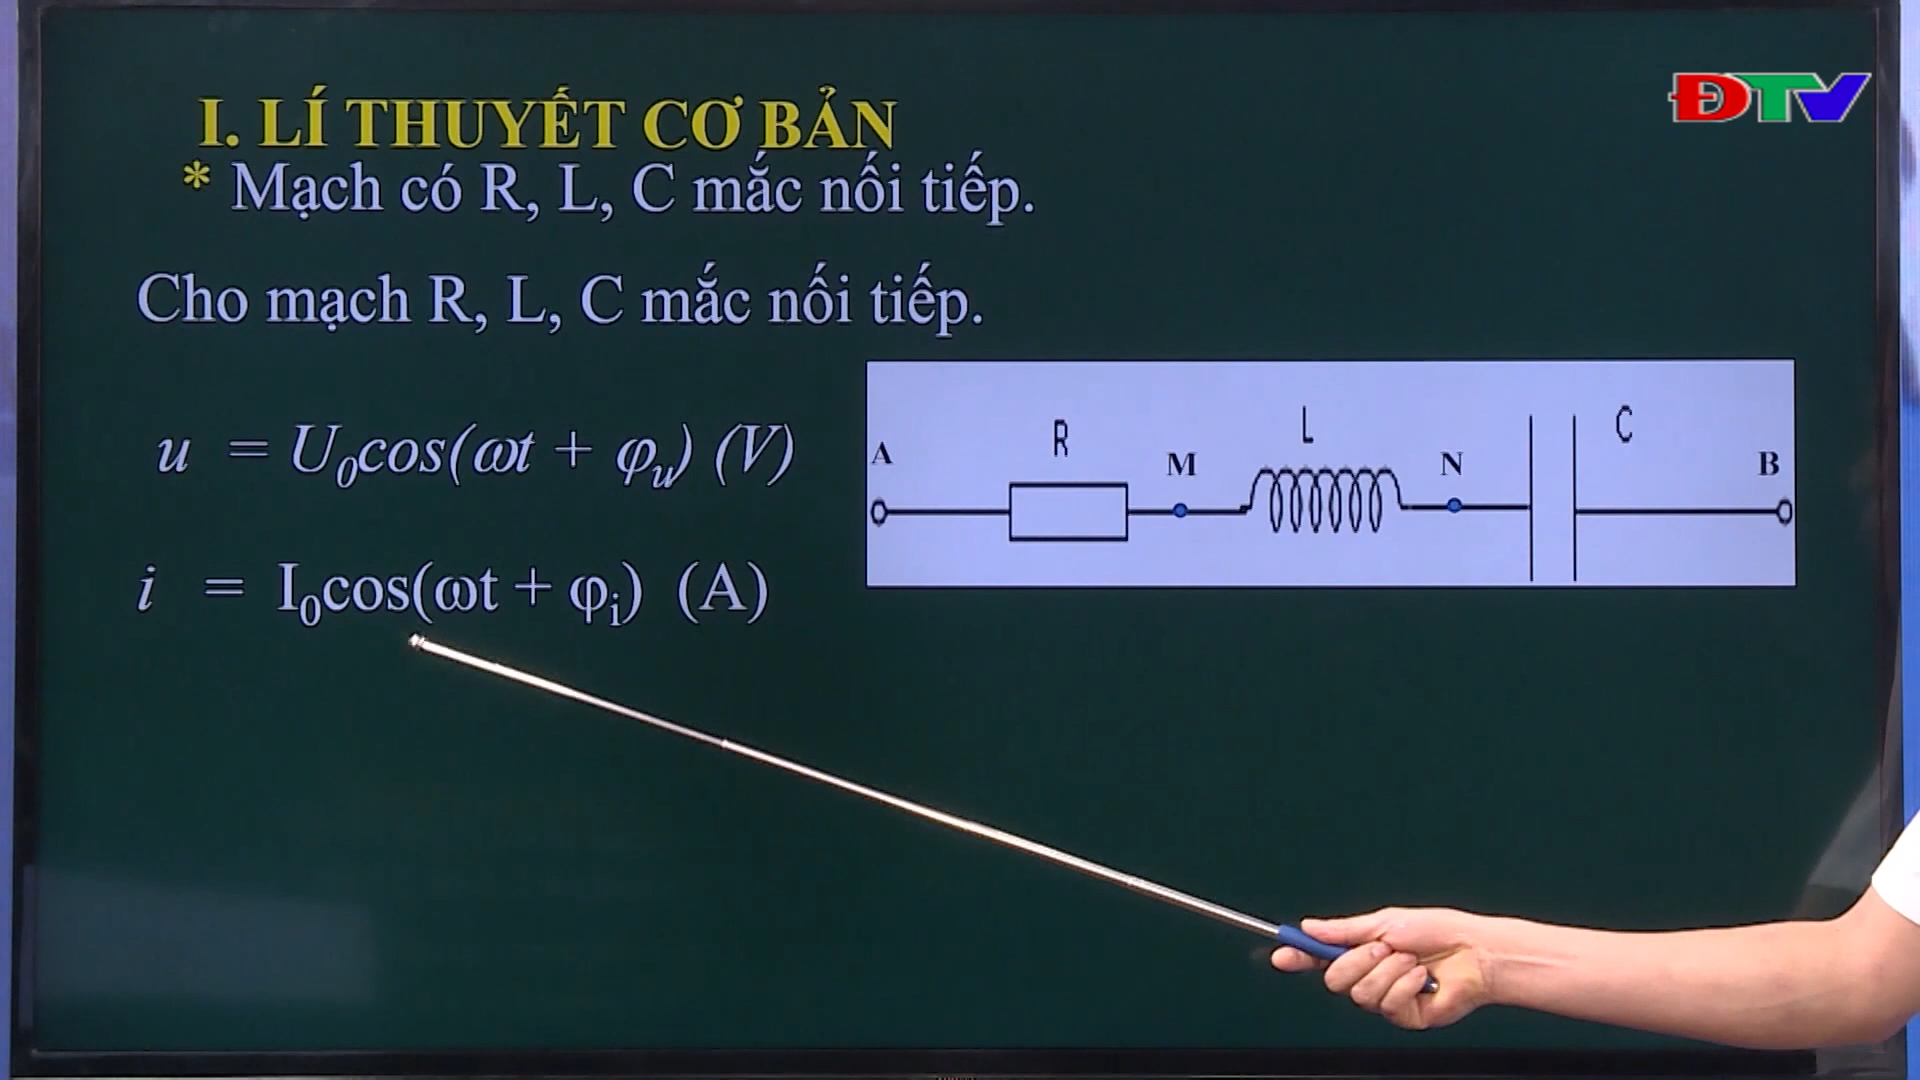 I. LÍ THUYẾT CƠ BẢN
* Mạch có R, L, C mắc nối tiếp.
Cho mạch R, L, C mắc nối tiếp.
u = U₀cos(ωt + φᵤ) (V)
i = I₀cos(ωt + φᵢ) (A)
A R M L N C B
ĐTV